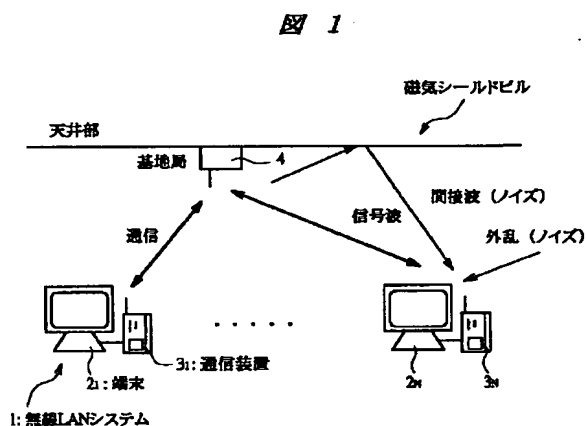 図 1
磁気シールドビル
天井部
基地局
4
間接波 (ノイズ)
信号波
通信
外乱 (ノイズ)
・・・・・
3₁: 通信装置
2₁: 端末
2N
3N
1: 無線LANシステム